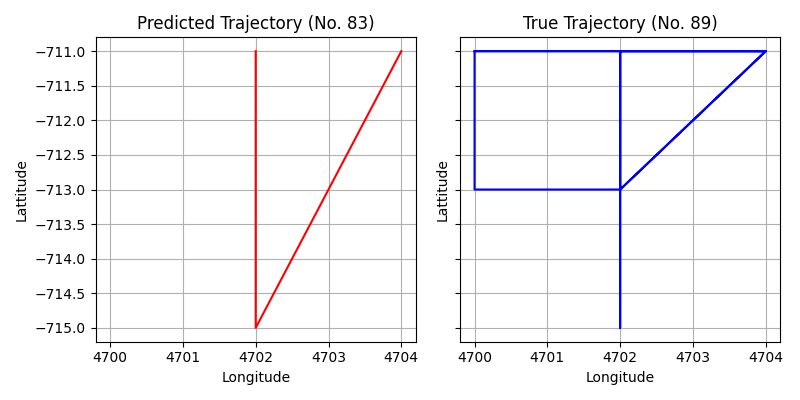 Predicted Trajectory (No. 83)
−711.0
−711.5
−712.0
−712.5
−713.0
−713.5
−714.0
−714.5
−715.0
Lattitude
4700 4701 4702 4703 4704
Longitude
True Trajectory (No. 89)
Lattitude
4700 4701 4702 4703 4704
Longitude